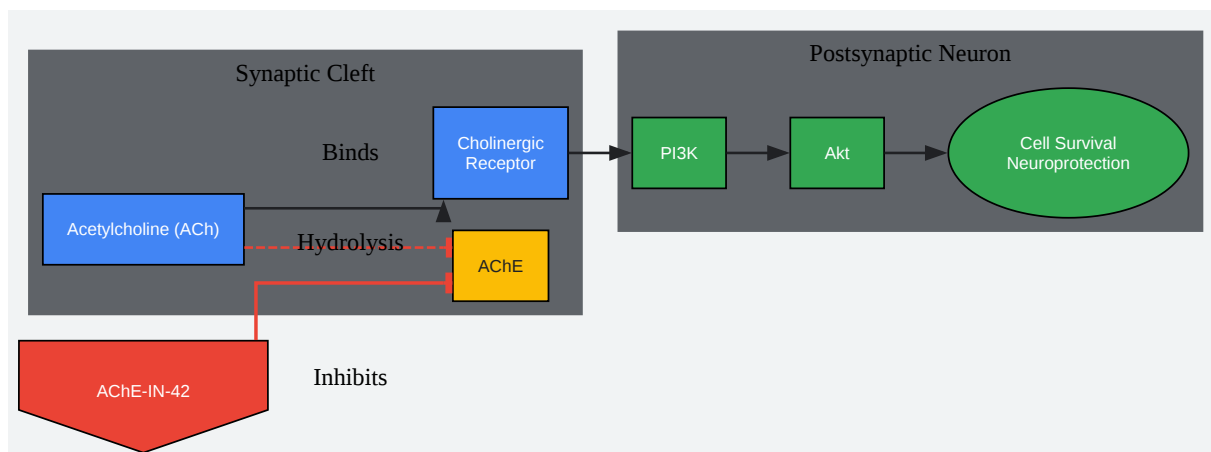 Synaptic Cleft
Postsynaptic Neuron
Binds
Cholinergic
Receptor
PI3K
Akt
Cell Survival
Neuroprotection
Acetylcholine (ACh)
Hydrolysis
AChE
AChE-IN-42
Inhibits